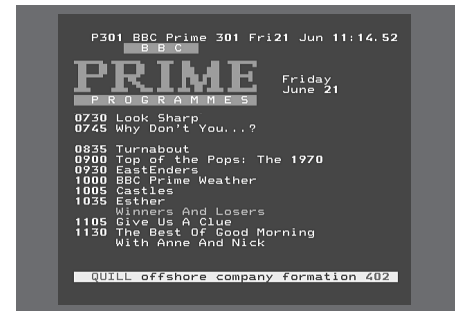 P301 BBC Prime 301 Fri21 Jun 11:14.52
BBC
PRIME
PROGRAMMES
Friday
June 21
0730 Look Sharp
0745 Why Don't You...?
0835 Turnabout
0900 Top of the Pops: The 1970
0930 EastEnders
1000 BBC Prime Weather
1005 Castles
1035 Esther
Winners And Losers
1105 Give Us A Clue
1130 The Best Of Good Morning
With Anne And Nick
QUILL offshore company formation 402